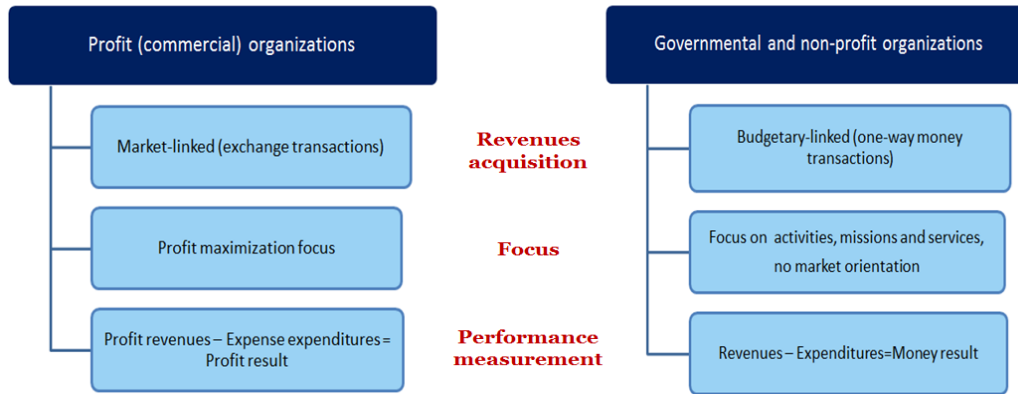 Profit (commercial) organizations
Governmental and non-profit organizations
Market-linked (exchange transactions)
Revenues
acquisition
Budgetary-linked (one-way money
transactions)
Profit maximization focus
Focus
Focus on activities, missions and services,
no market orientation
Profit revenues – Expense expenditures =
Profit result
Performance
measurement
Revenues – Expenditures=Money result